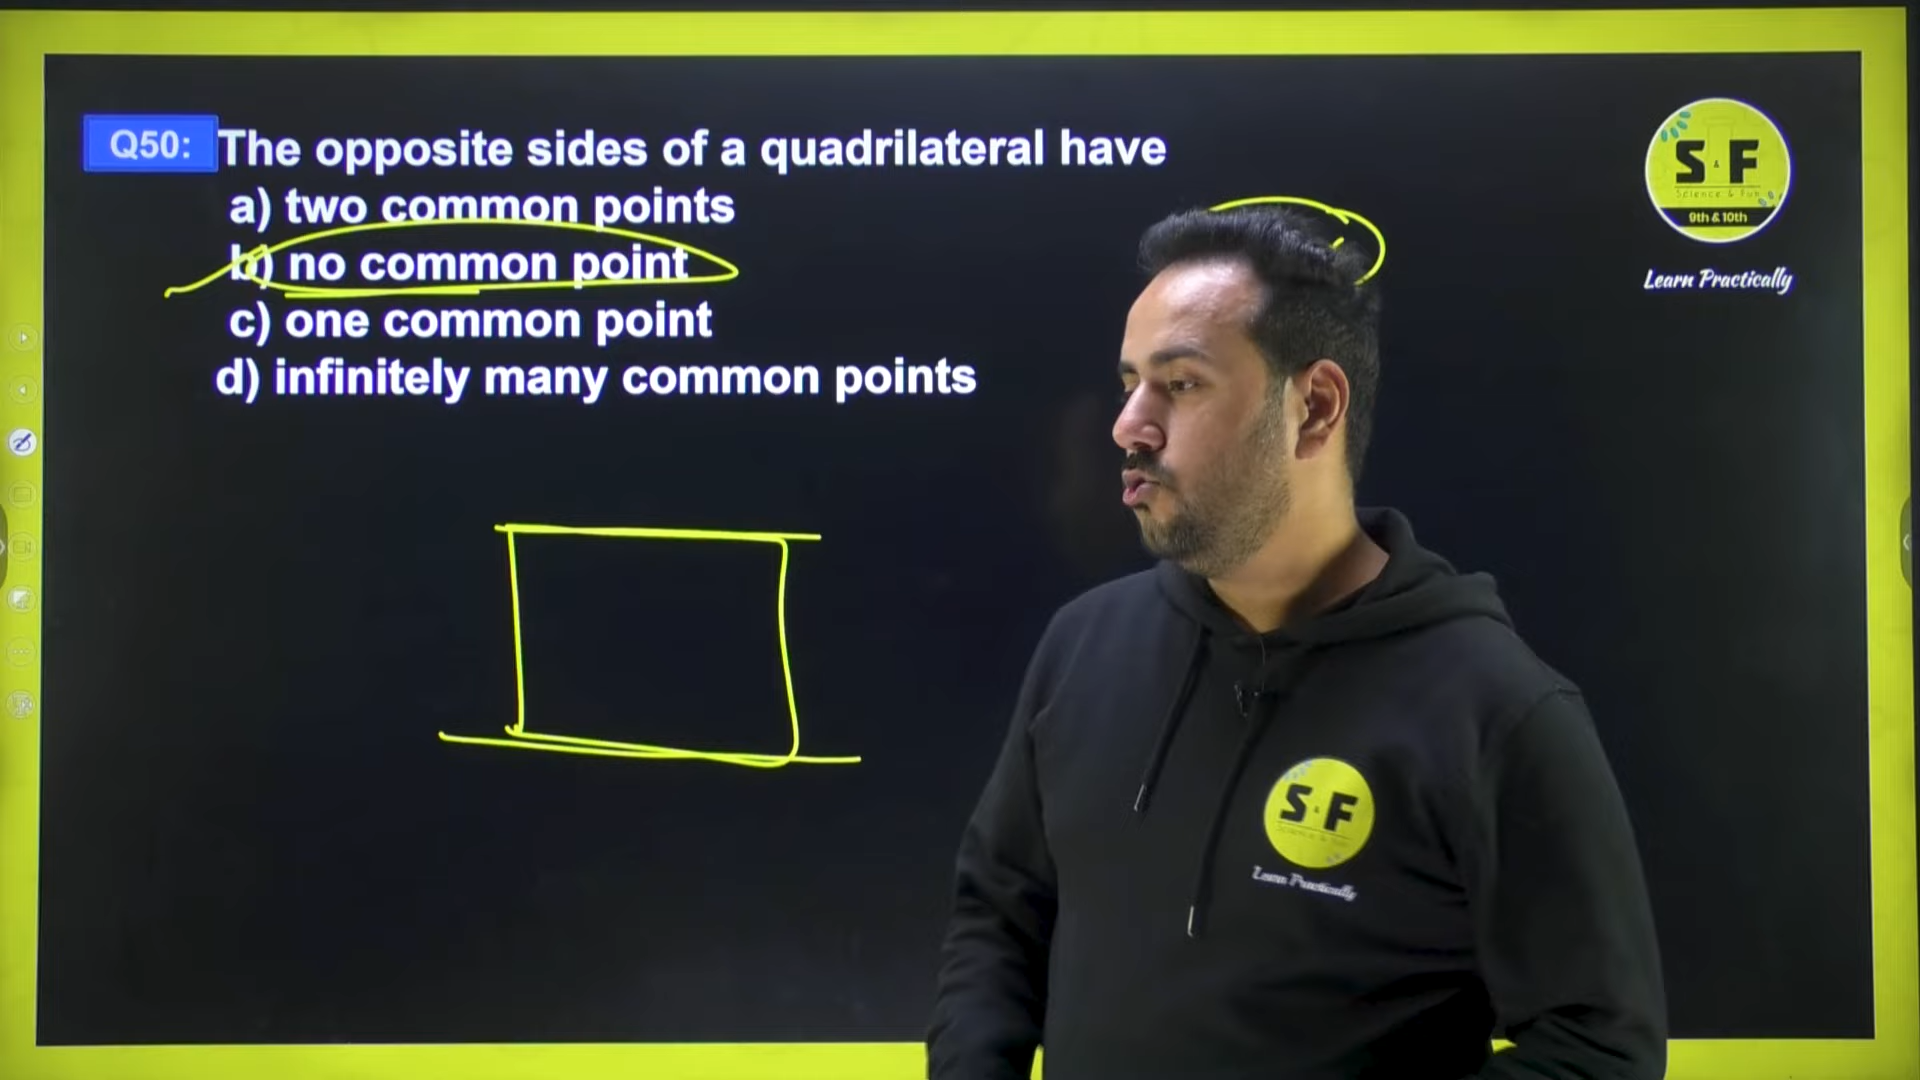 Q50: The opposite sides of a quadrilateral have
a) two common points
b) no common point
c) one common point
d) infinitely many common points
S & F
Science & Fun
9th & 10th
Learn Practically
S & F
Science & Fun
Learn Practically